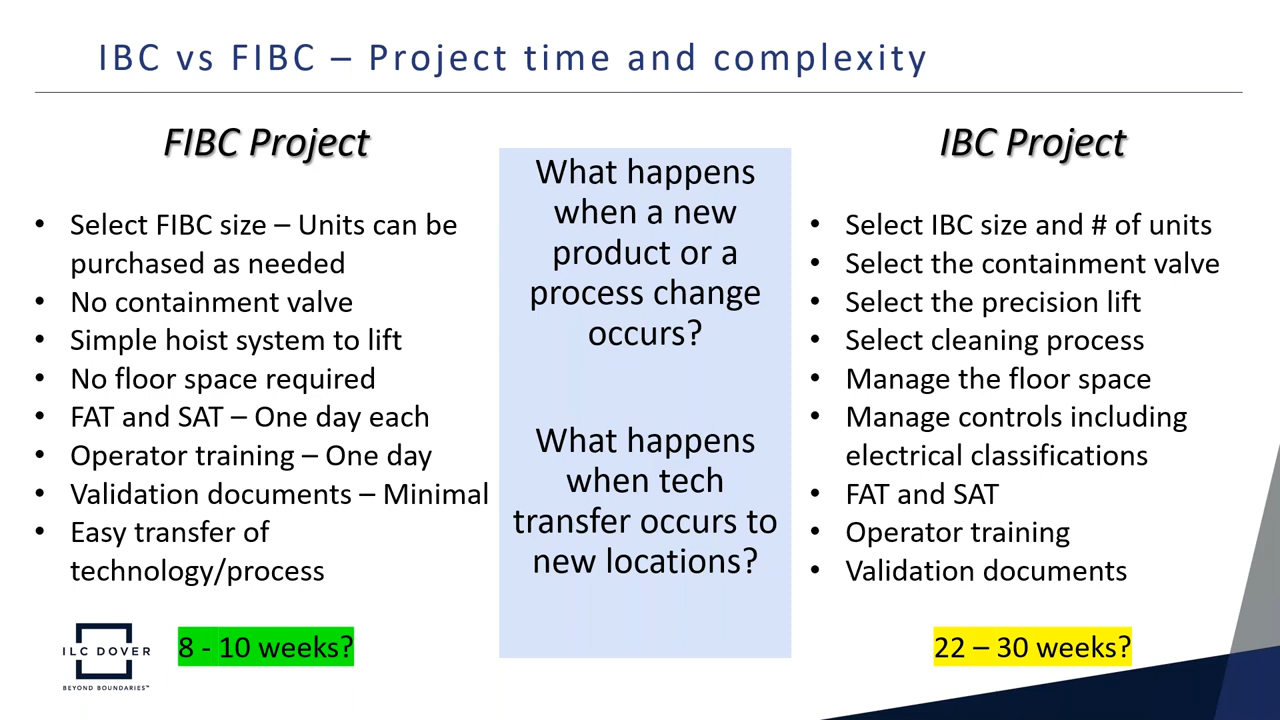 IBC vs FIBC – Project time and complexity
FIBC Project
• Select FIBC size – Units can be
purchased as needed
• No containment valve
• Simple hoist system to lift
• No floor space required
• FAT and SAT – One day each
• Operator training – One day
• Validation documents – Minimal
• Easy transfer of
technology/process
8 - 10 weeks?
What happens
when a new
product or a
process change
occurs?
What happens
when tech
transfer occurs to
new locations?
IBC Project
• Select IBC size and # of units
• Select the containment valve
• Select the precision lift
• Select cleaning process
• Manage the floor space
• Manage controls including
electrical classifications
• FAT and SAT
• Operator training
• Validation documents
22 – 30 weeks?
ILC DOVER
BEYOND BOUNDARIES™